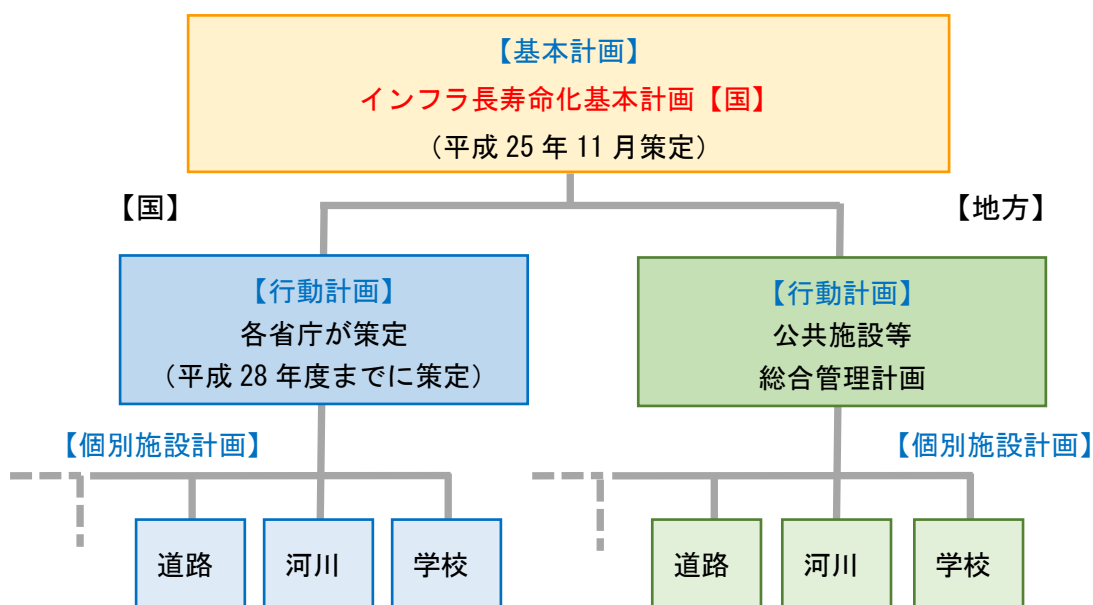 【基本計画】
インフラ長寿命化基本計画【国】
（平成 25 年 11 月策定）
【国】
【地方】
【行動計画】
各省庁が策定
（平成 28 年度までに策定）
【行動計画】
公共施設等
総合管理計画
【個別施設計画】
【個別施設計画】
道路
河川
学校
道路
河川
学校